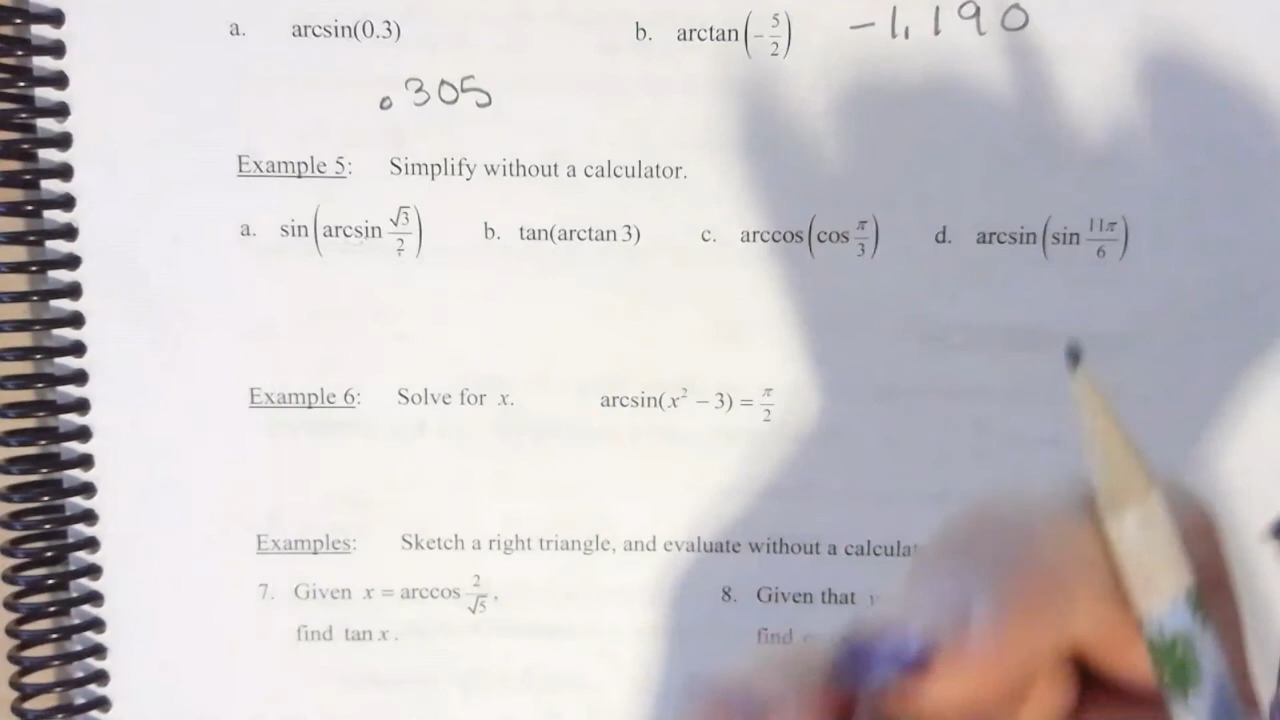 a. arcsin(0.3) b. arctan(-5/2) -1.190
.305
Example 5: Simplify without a calculator.
a. sin(arcsin √3/2) b. tan(arctan 3) c. arccos(cos π/3) d. arcsin(sin 11π/6)
Example 6: Solve for x. arcsin(x² – 3) = π/2
Examples: Sketch a right triangle, and evaluate without a
7. Given x = arccos 2/√5, 8. Given that
find tan x. find